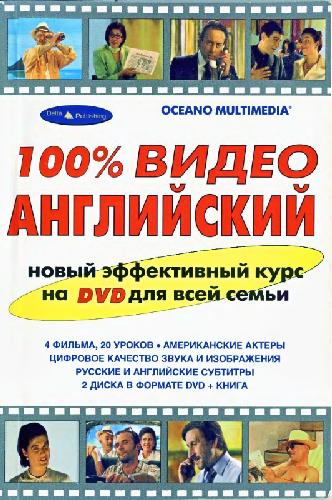 Delta Publishing
OCEANO MULTIMEDIA®
100% ВИДЕО
АНГЛИЙСКИЙ
новый эффективный курс
на DVD для всей семьи
4 ФИЛЬМА, 20 УРОКОВ • АМЕРИКАНСКИЕ АКТЕРЫ
ЦИФРОВОЕ КАЧЕСТВО ЗВУКА И ИЗОБРАЖЕНИЯ
РУССКИЕ И АНГЛИЙСКИЕ СУБТИТРЫ
2 ДИСКА В ФОРМАТЕ DVD + КНИГА